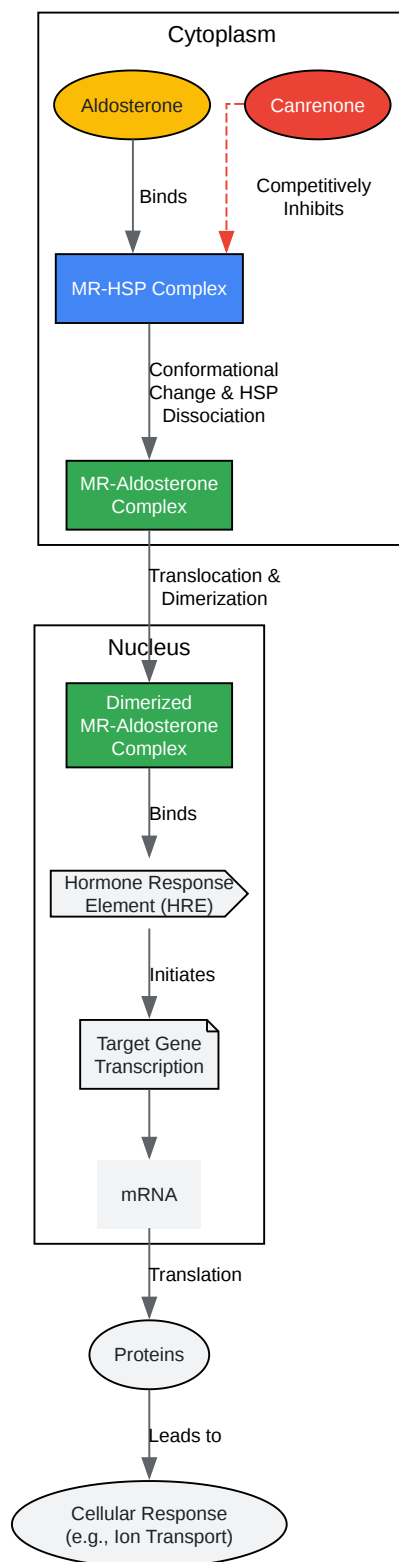 Cytoplasm
Aldosterone
Canrenone
Binds
Competitively
Inhibits
MR-HSP Complex
Conformational
Change & HSP
Dissociation
MR-Aldosterone
Complex
Translocation &
Dimerization
Nucleus
Dimerized
MR-Aldosterone
Complex
Binds
Hormone Response
Element (HRE)
Initiates
Target Gene
Transcription
mRNA
Translation
Proteins
Leads to
Cellular Response
(e.g., Ion Transport)